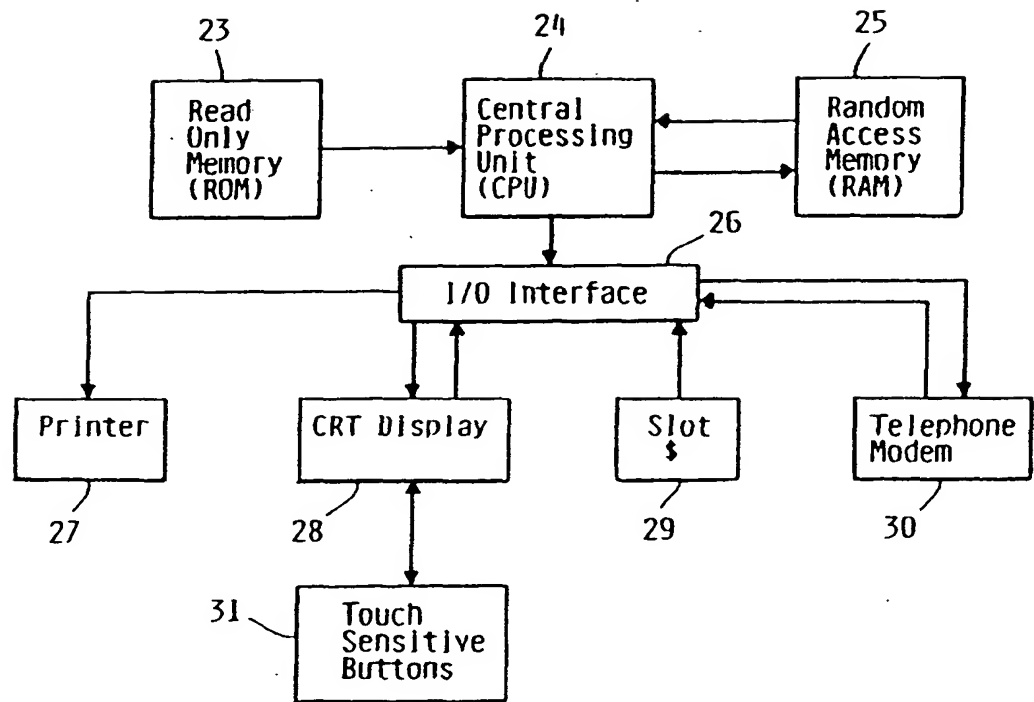 23
24
25
Read
Only
Memory
(ROM)
Central
Processing
Unit
(CPU)
Random
Access
Memory
(RAM)
26
I/O Interface
Printer
CRT Display
Slot
$
Telephone
Modem
27
28
29
30
31
Touch
Sensitive
Buttons